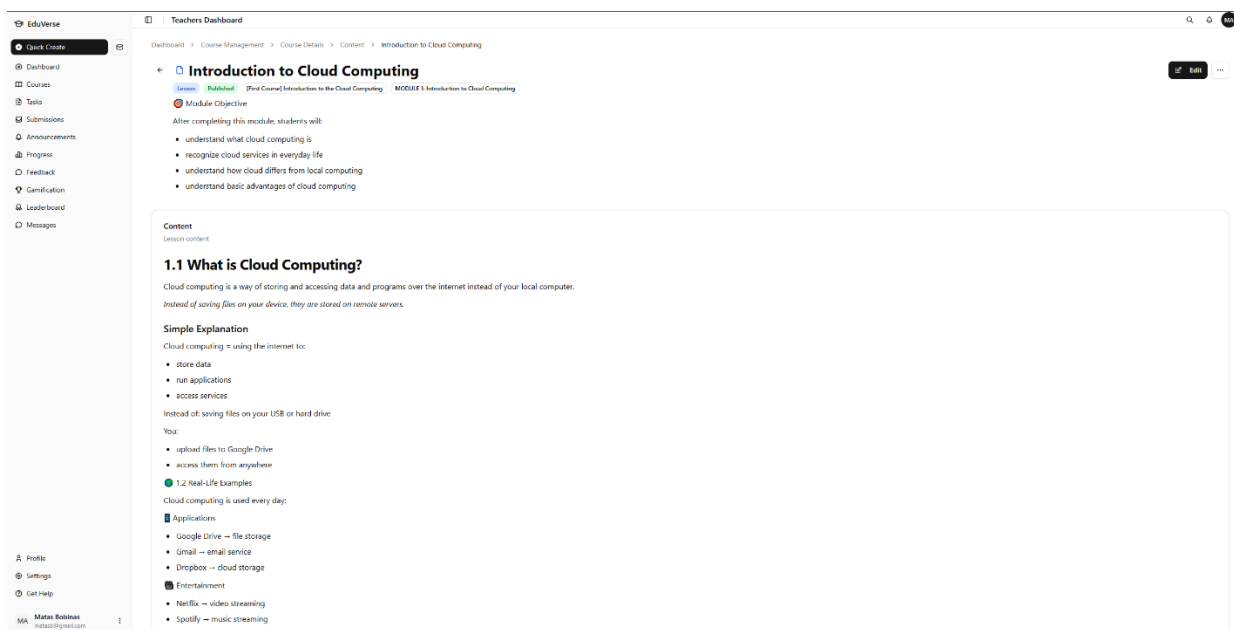 EduVerse
Teachers Dashboard
MA
Quick Create
Dashboard
Courses
Tasks
Submissions
Announcements
Progress
Feedback
Gamification
Leaderboard
Messages
Dashboard > Course Management > Course Details > Content > Introduction to Cloud Computing
Introduction to Cloud Computing
Edit
Lesson Published [First Course] Introduction to the Cloud Computing MODULE 1: Introduction to Cloud Computing
Module Objective
After completing this module, students will:
• understand what cloud computing is
• recognize cloud services in everyday life
• understand how cloud differs from local computing
• understand basic advantages of cloud computing
Content
Lesson content
1.1 What is Cloud Computing?
Cloud computing is a way of storing and accessing data and programs over the internet instead of your local computer.
Instead of saving files on your device, they are stored on remote servers.
Simple Explanation
Cloud computing = using the internet to:
• store data
• run applications
• access services
Instead of: saving files on your USB or hard drive
You:
• upload files to Google Drive
• access them from anywhere
1.2 Real-Life Examples
Cloud computing is used every day:
Applications
• Google Drive → file storage
• Gmail → email service
• Dropbox → cloud storage
Entertainment
• Netflix → video streaming
• Spotify → music streaming
Profile
Settings
Get Help
MA
Matas Bobinas